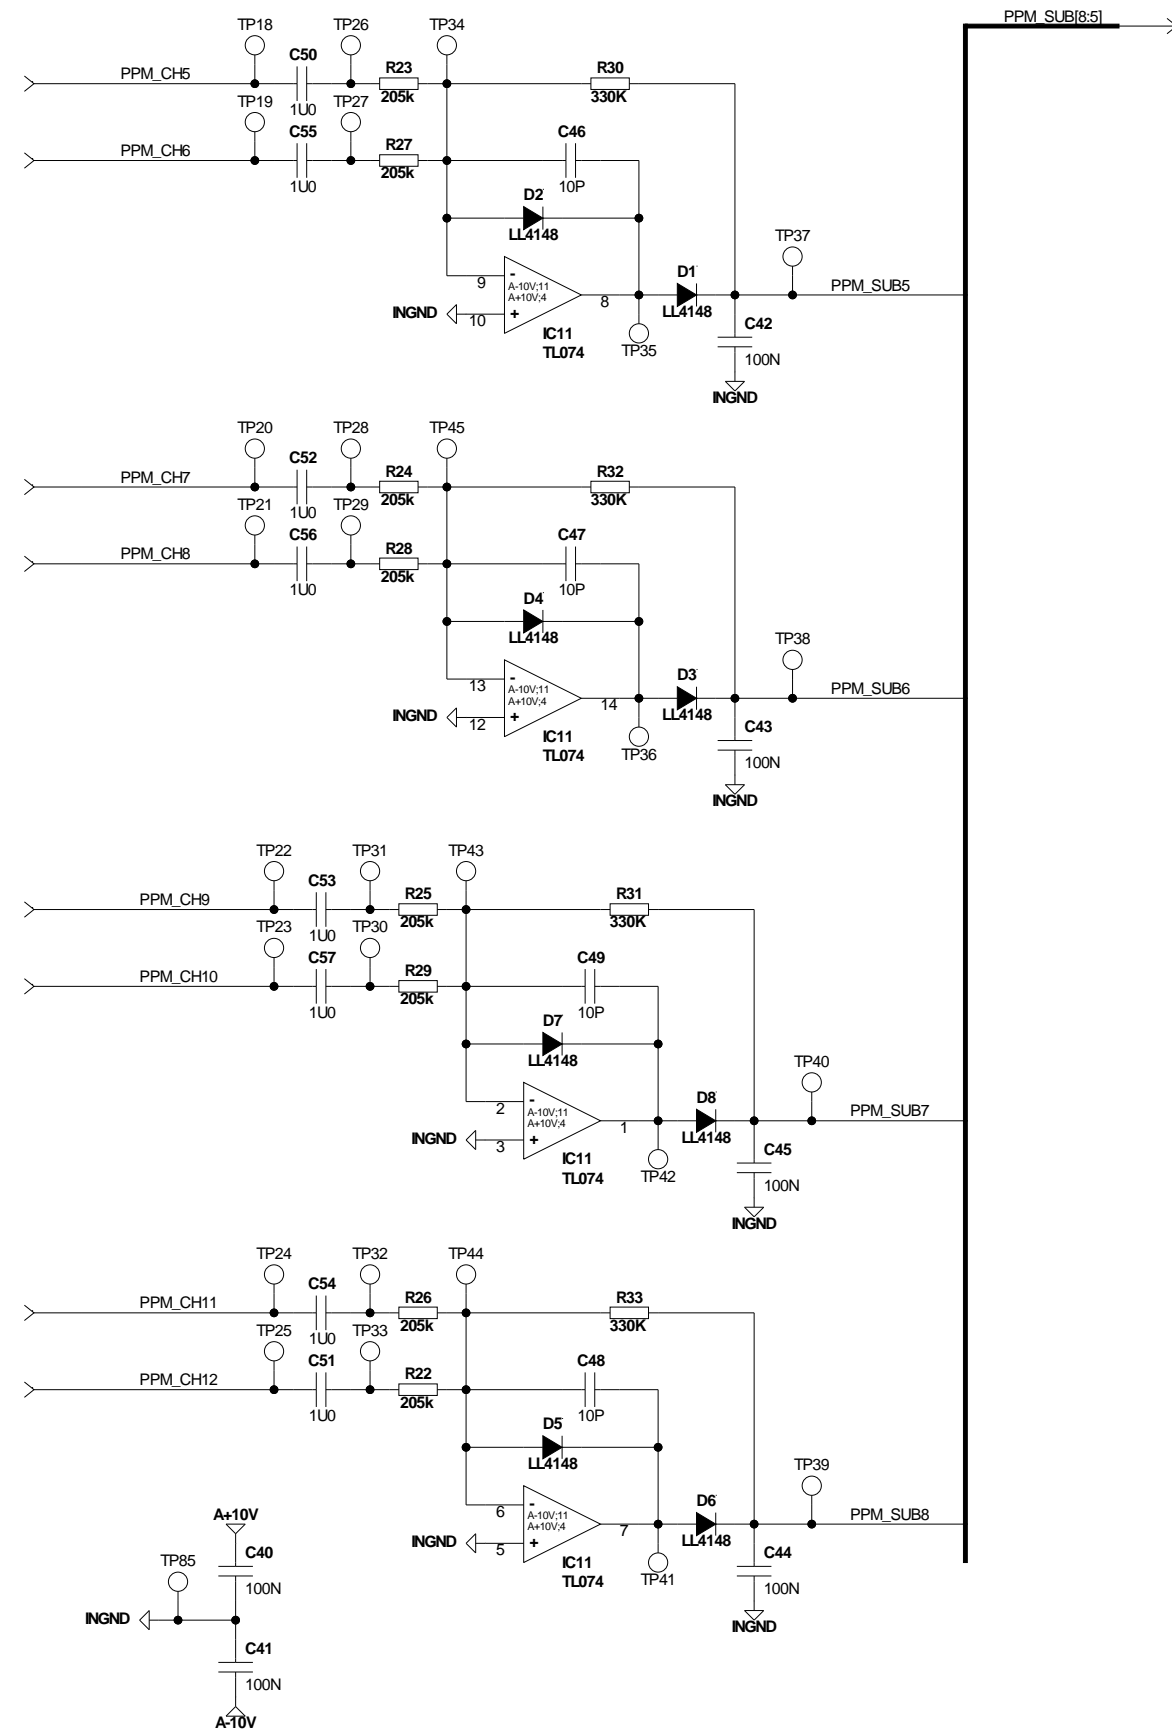 PPM_SUB[8:5]
TP18
TP26
TP34
C50
R23
R30
PPM_CH5
1U0
205k
330K
TP19
TP27
C55
R27
C46
PPM_CH6
1U0
205k
10P
D2
LL4148
TP37
9
-
A-10V;11
A+10V;4
8
D1
LL4148
PPM_SUB5
INGND
10
+
IC11
TL074
TP35
C42
100N
INGND
TP20
TP28
TP45
C52
R24
R32
PPM_CH7
1U0
205k
330K
TP21
TP29
C56
R28
C47
PPM_CH8
1U0
205k
10P
D4
LL4148
TP38
13
-
A-10V;11
A+10V;4
14
D3
LL4148
PPM_SUB6
INGND
12
+
IC11
TL074
TP36
C43
100N
INGND
TP22
TP31
TP43
C53
R25
R31
PPM_CH9
1U0
205k
330K
TP23
TP30
C57
R29
C49
PPM_CH10
1U0
205k
10P
D7
LL4148
TP40
2
-
A-10V;11
A+10V;4
1
D8
LL4148
PPM_SUB7
INGND
3
+
IC11
TL074
TP42
C45
100N
INGND
TP24
TP32
TP44
C54
R26
R33
PPM_CH11
1U0
205k
330K
TP25
TP33
C51
R22
C48
PPM_CH12
1U0
205k
10P
D5
LL4148
TP39
6
-
A-10V;11
A+10V;4
7
D6
LL4148
PPM_SUB8
INGND
5
+
IC11
TL074
TP41
C44
100N
INGND
A+10V
C40
100N
TP85
INGND
C41
100N
A-10V